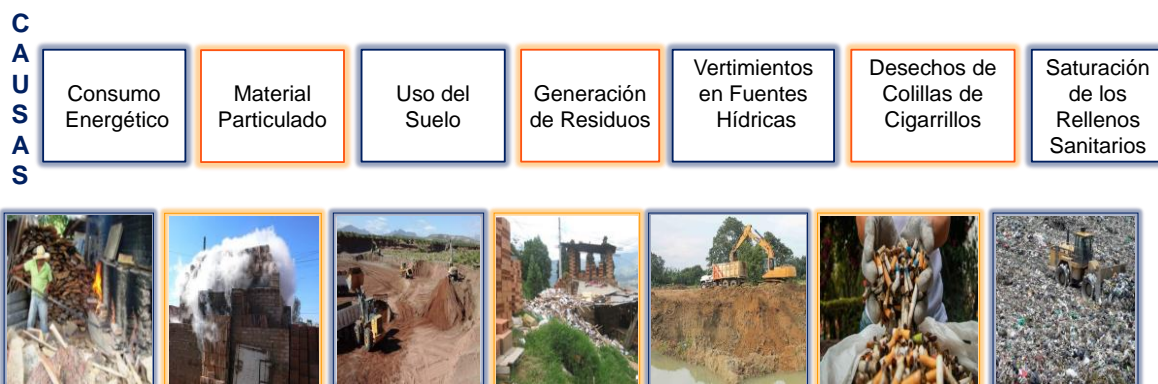 CAUSAS
Consumo
Energético
Material
Particulado
Uso del
Suelo
Generación
de Residuos
Vertimientos
en Fuentes
Hídricas
Desechos de
Colillas de
Cigarrillos
Saturación
de los
Rellenos
Sanitarios